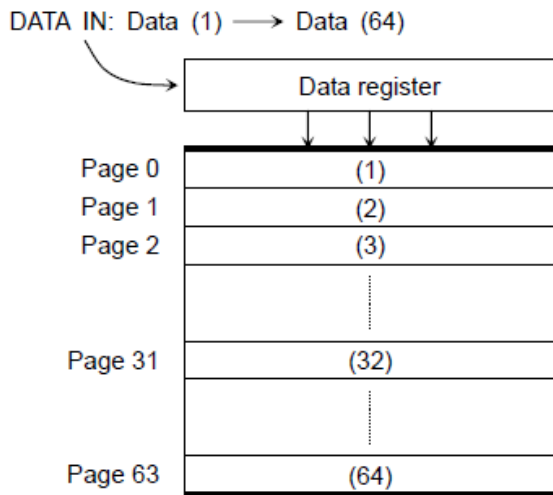 DATA IN: Data (1) ⟶ Data (64)
Data register
Page 0 (1)
Page 1 (2)
Page 2 (3)
Page 31 (32)
Page 63 (64)